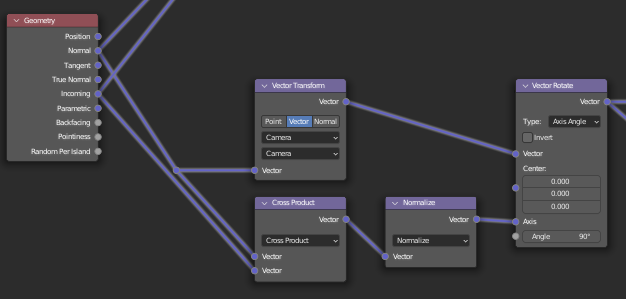 Geometry
Position
Normal
Tangent
True Normal
Incoming
Parametric
Backfacing
Pointiness
Random Per Island
Vector Transform
Vector
Point Vector Normal
Camera
Camera
Vector
Cross Product
Vector
Cross Product
Vector
Vector
Normalize
Vector
Normalize
Vector
Vector Rotate
Vector
Type: Axis Angle
Invert
Vector
Center:
0.000
0.000
0.000
Axis
Angle 90°